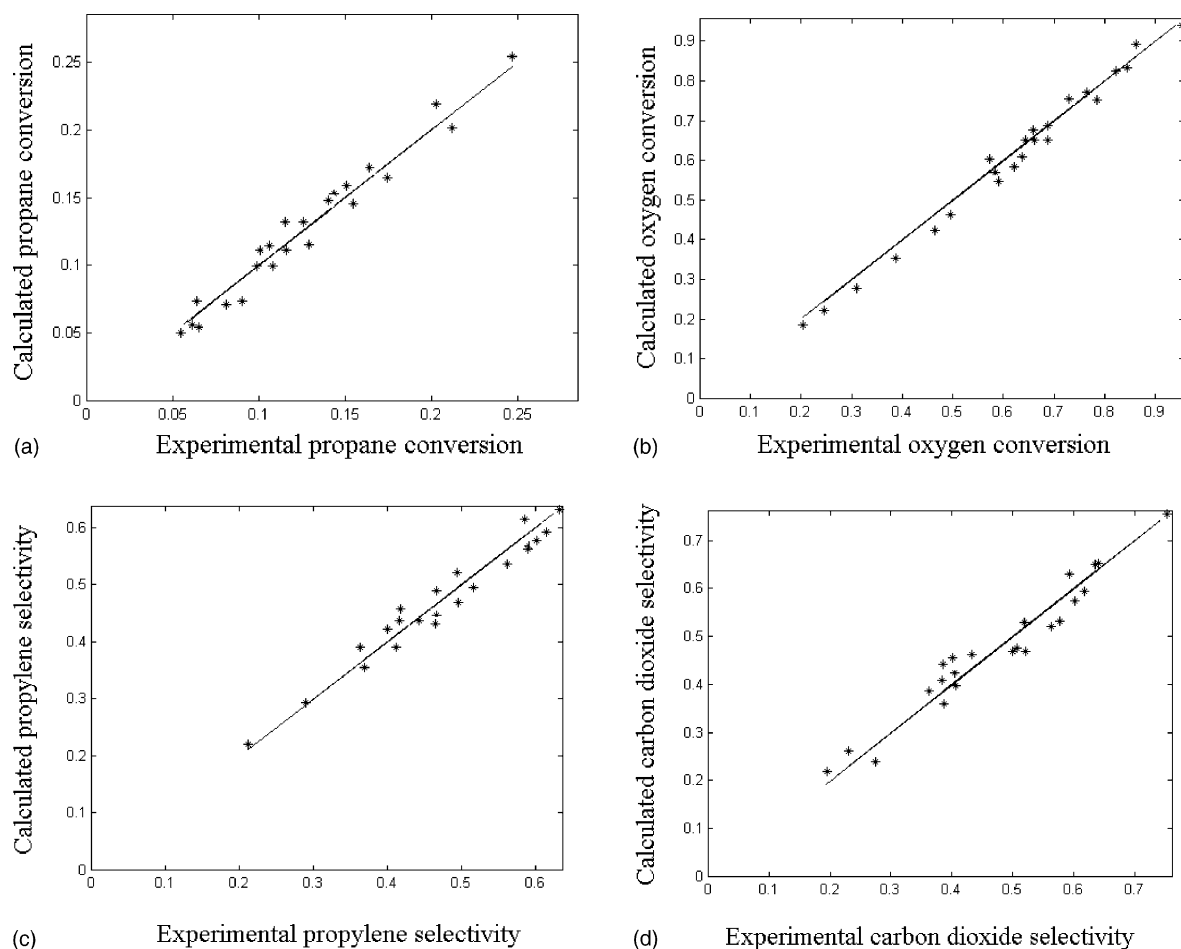 Calculated propane conversion
0.25
0.2
0.15
0.1
0.05
0
0 0.05 0.1 0.15 0.2 0.25
(a) Experimental propane conversion
Calculated oxygen conversion
0.9
0.8
0.7
0.6
0.5
0.4
0.3
0.2
0.1
0
0 0.1 0.2 0.3 0.4 0.5 0.6 0.7 0.8 0.9
(b) Experimental oxygen conversion
Calculated propylene selectivity
0.6
0.5
0.4
0.3
0.2
0.1
0
0 0.1 0.2 0.3 0.4 0.5 0.6
(c) Experimental propylene selectivity
Calculated carbon dioxide selectivity
0.7
0.6
0.5
0.4
0.3
0.2
0.1
0
0 0.1 0.2 0.3 0.4 0.5 0.6 0.7
(d) Experimental carbon dioxide selectivity